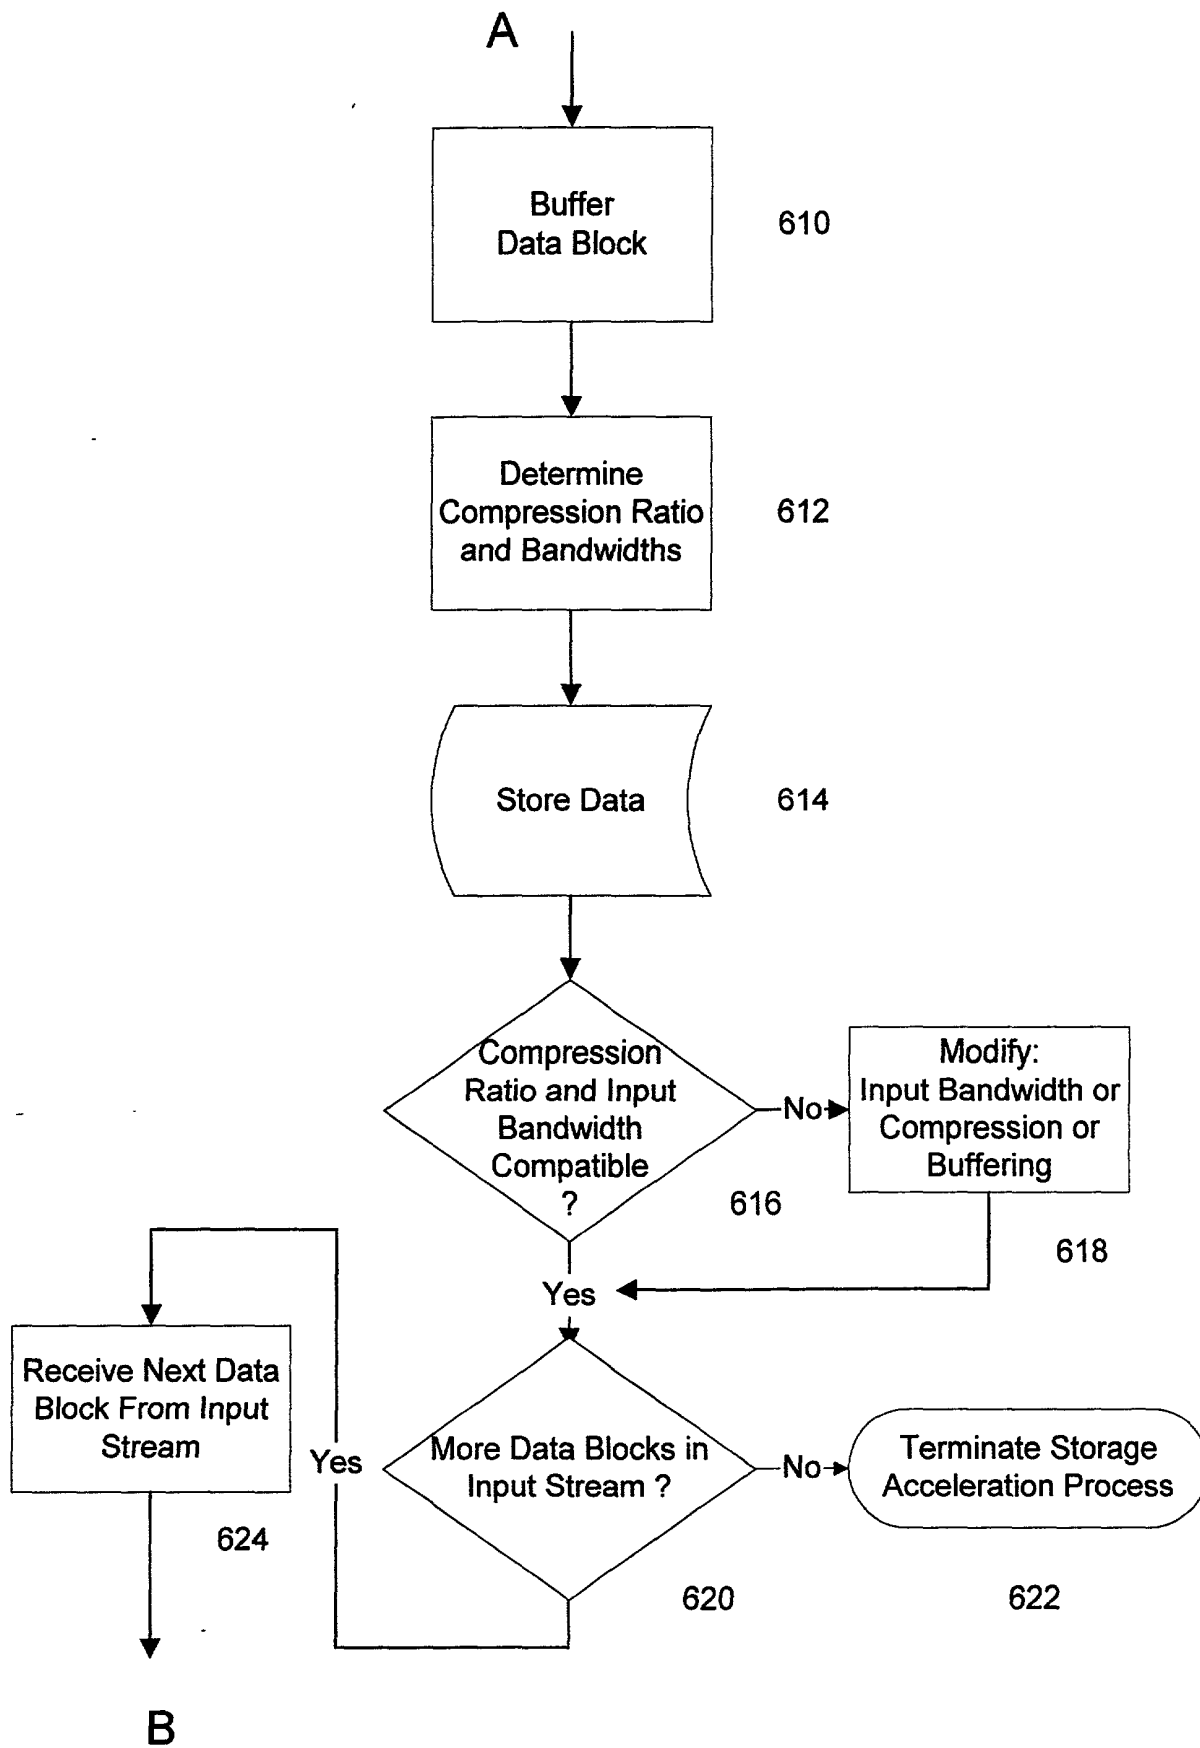 A
Buffer
Data Block
610
Determine
Compression Ratio
and Bandwidths
612
Store Data
614
Compression
Ratio and Input
Bandwidth
Compatible
?
616
No
Modify:
Input Bandwidth or
Compression or
Buffering
618
Yes
Receive Next Data
Block From Input
Stream
624
Yes
More Data Blocks in
Input Stream ?
620
No
Terminate Storage
Acceleration Process
622
B